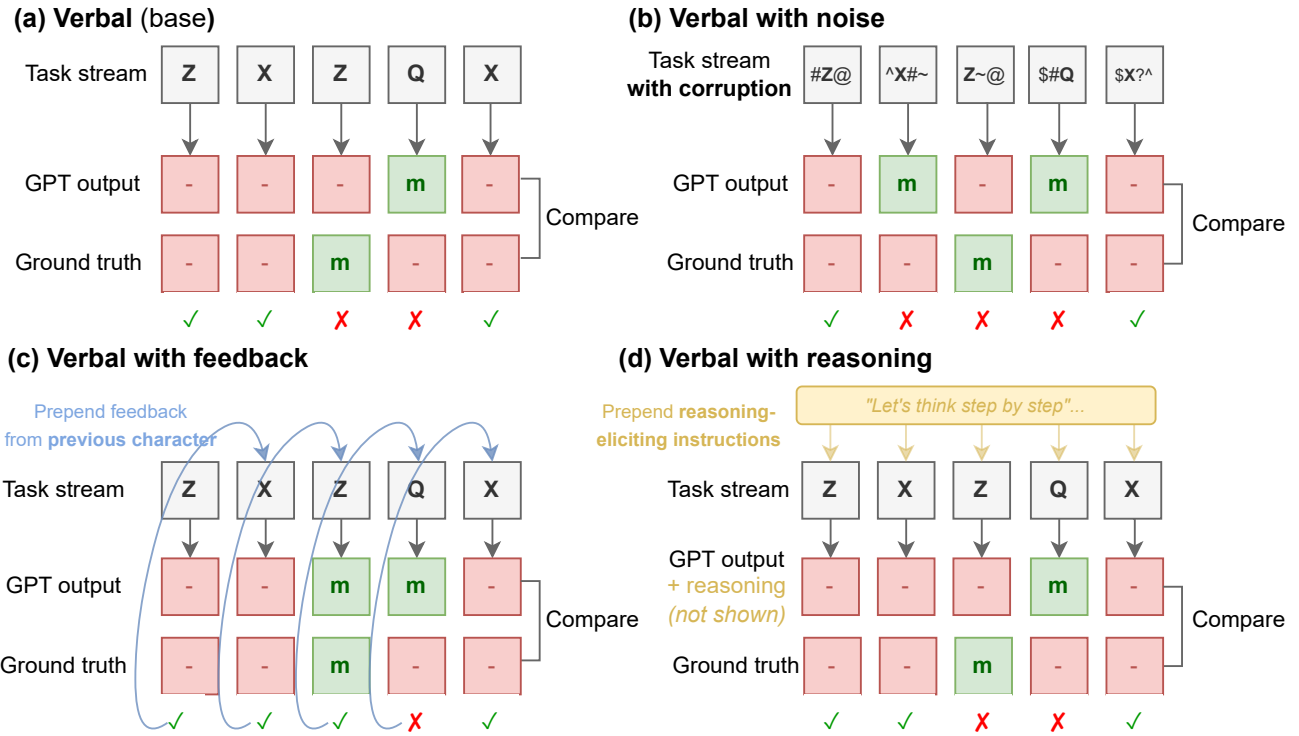 (a) Verbal (base)
Task stream
Z X Z Q X
GPT output
- - - m -
Compare
Ground truth
- - m - -
✓ ✓ ✗ ✗ ✓
(b) Verbal with noise
Task stream
with corruption
#Z@ ^X#~ Z~@ $#Q $X?^
GPT output
- m - m -
Compare
Ground truth
- - m - -
✓ ✗ ✗ ✗ ✓
(c) Verbal with feedback
Prepend feedback
from previous character
Task stream
Z X Z Q X
GPT output
- - m m -
Compare
Ground truth
- - m - -
✓ ✓ ✓ ✗ ✓
(d) Verbal with reasoning
Prepend reasoning-
eliciting instructions
"Let's think step by step"...
Task stream
Z X Z Q X
GPT output
+ reasoning
(not shown)
- - - m -
Compare
Ground truth
- - m - -
✓ ✓ ✗ ✗ ✓